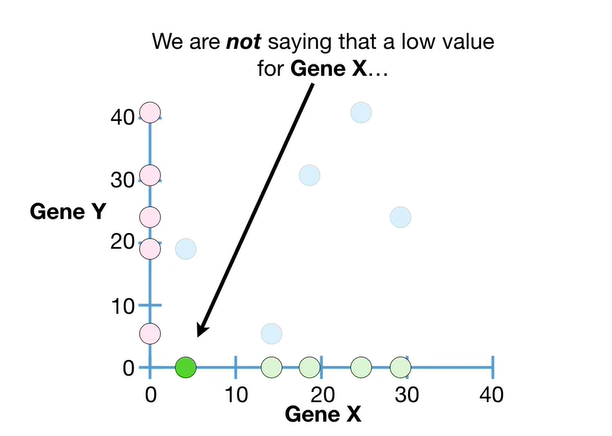 We are not saying that a low value
for Gene X…
40
30
Gene Y
20
10
0
0 10 20 30 40
Gene X